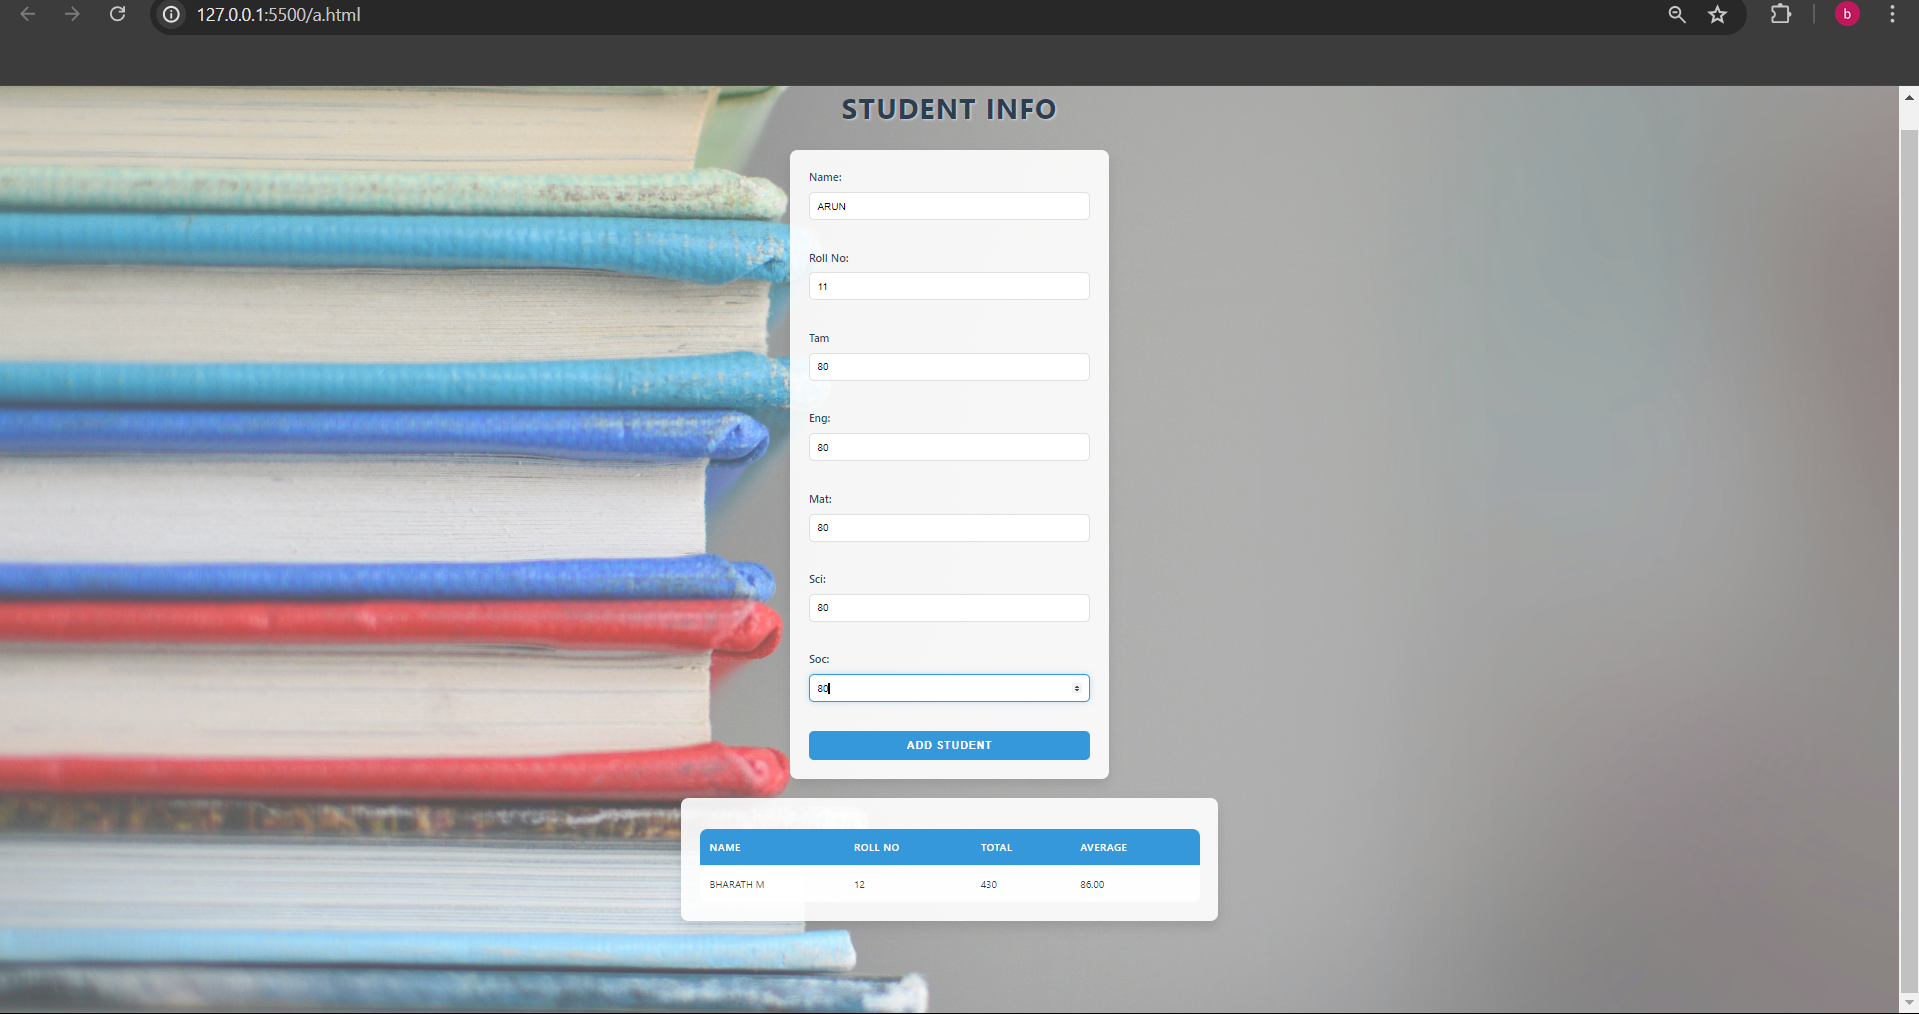 127.0.0.1:5500/a.html
b
STUDENT INFO
Name:
ARUN
Roll No:
11
Tam
80
Eng:
80
Mat:
80
Sci:
80
Soc:
80
ADD STUDENT
NAME ROLL NO TOTAL AVERAGE
BHARATH M 12 430 86.00